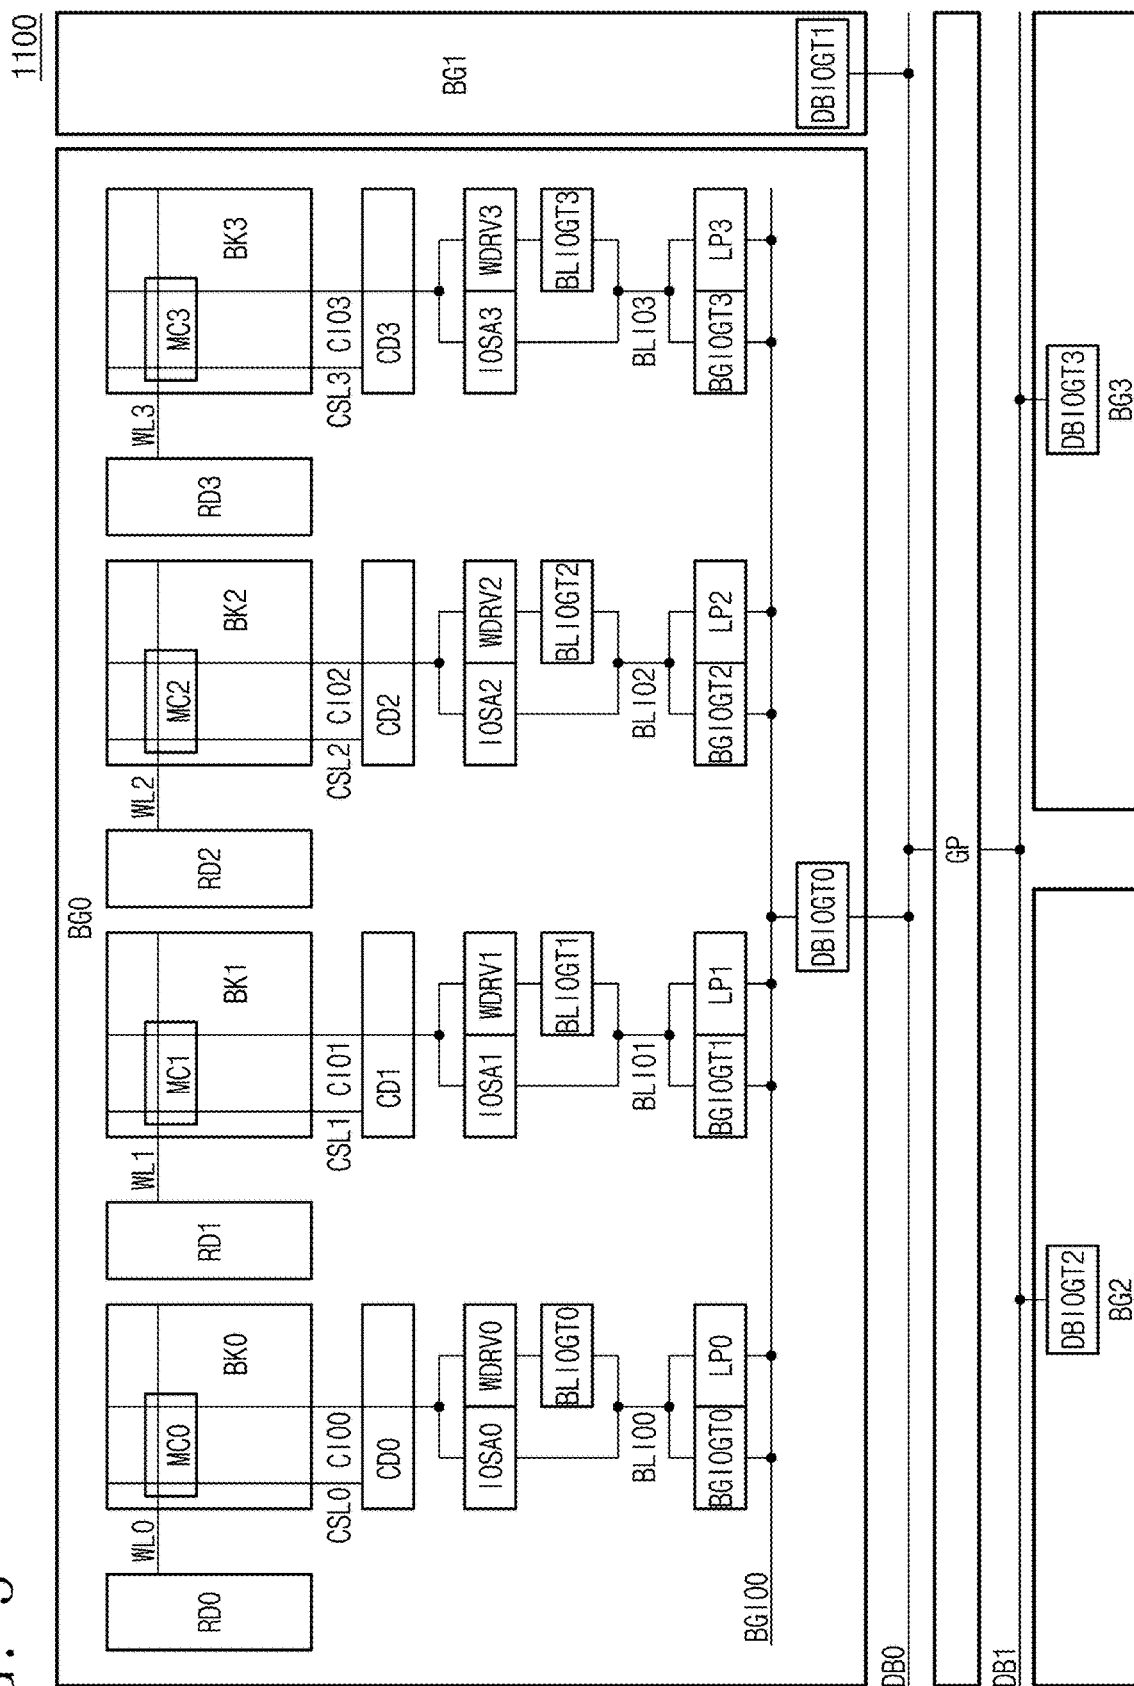 1100
BG0
BG1
WL0 WL1 WL2 WL3
MC0 MC1 MC2 MC3
RD0 BK0 RD1 BK1 RD2 BK2 RD3 BK3
CSL0 CIO0 CSL1 CIO1 CSL2 CIO2 CSL3 CIO3
CD0 CD1 CD2 CD3
IOSA0 WDRV0 IOSA1 WDRV1 IOSA2 WDRV2 IOSA3 WDRV3
BLIOGT0 BLIOGT1 BLIOGT2 BLIOGT3
BLIO0 BLIO1 BLIO2 BLIO3
BGIOGT0 LP0 BGIOGT1 LP1 BGIOGT2 LP2 BGIOGT3 LP3
BGIO0
DBIOGT0 DBIOGT1
DB0
GP
DB1
DBIOGT2 DBIOGT3
BG2 BG3